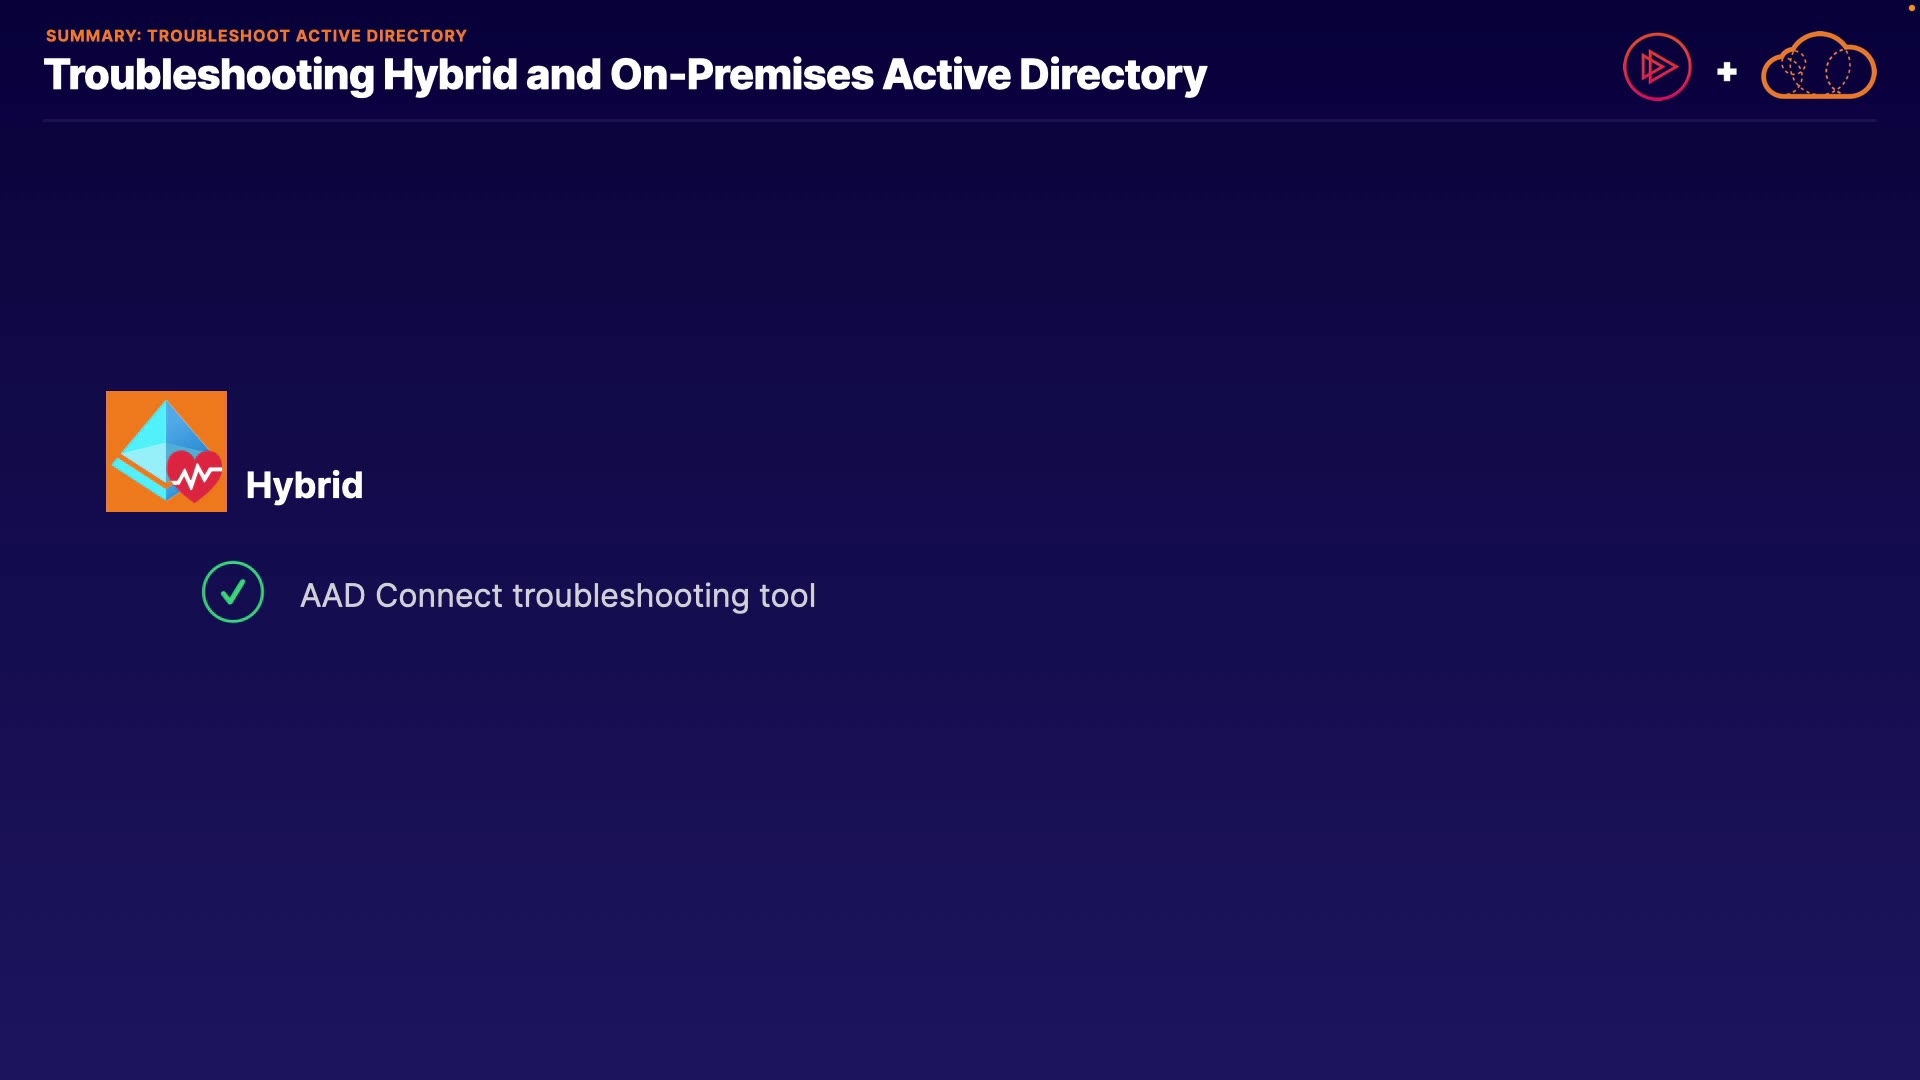 SUMMARY: TROUBLESHOOT ACTIVE DIRECTORY
Troubleshooting Hybrid and On-Premises Active Directory
+
Hybrid
AAD Connect troubleshooting tool